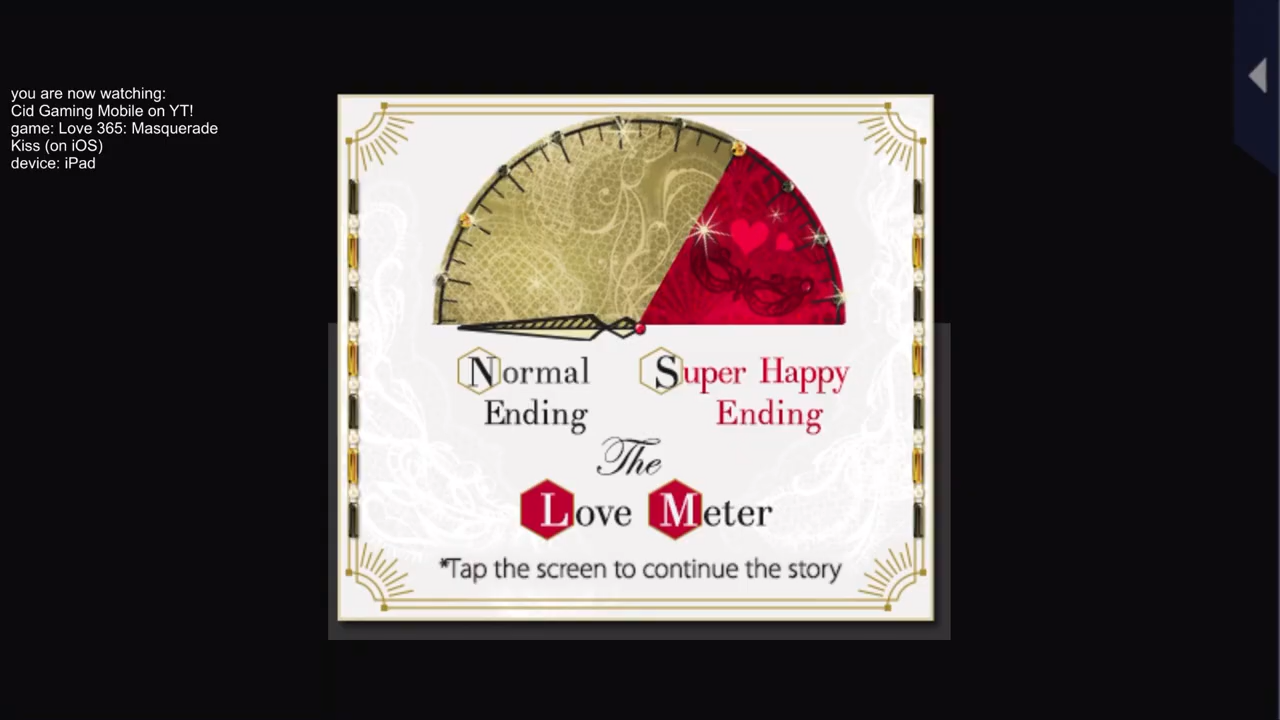 you are now watching:
Cid Gaming Mobile on YT!
game: Love 365: Masquerade
Kiss (on iOS)
device: iPad
Normal
Ending
Super Happy
Ending
The
Love Meter
*Tap the screen to continue the story